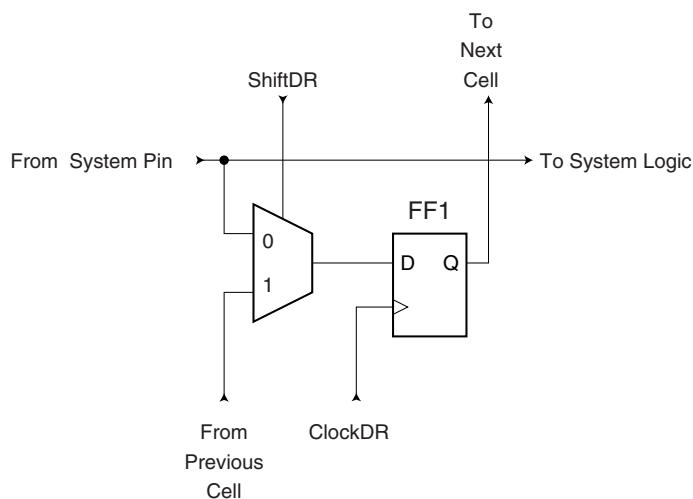 To
Next
Cell
ShiftDR
From System Pin
To System Logic
FF1
0
D Q
1
From
Previous
Cell
ClockDR